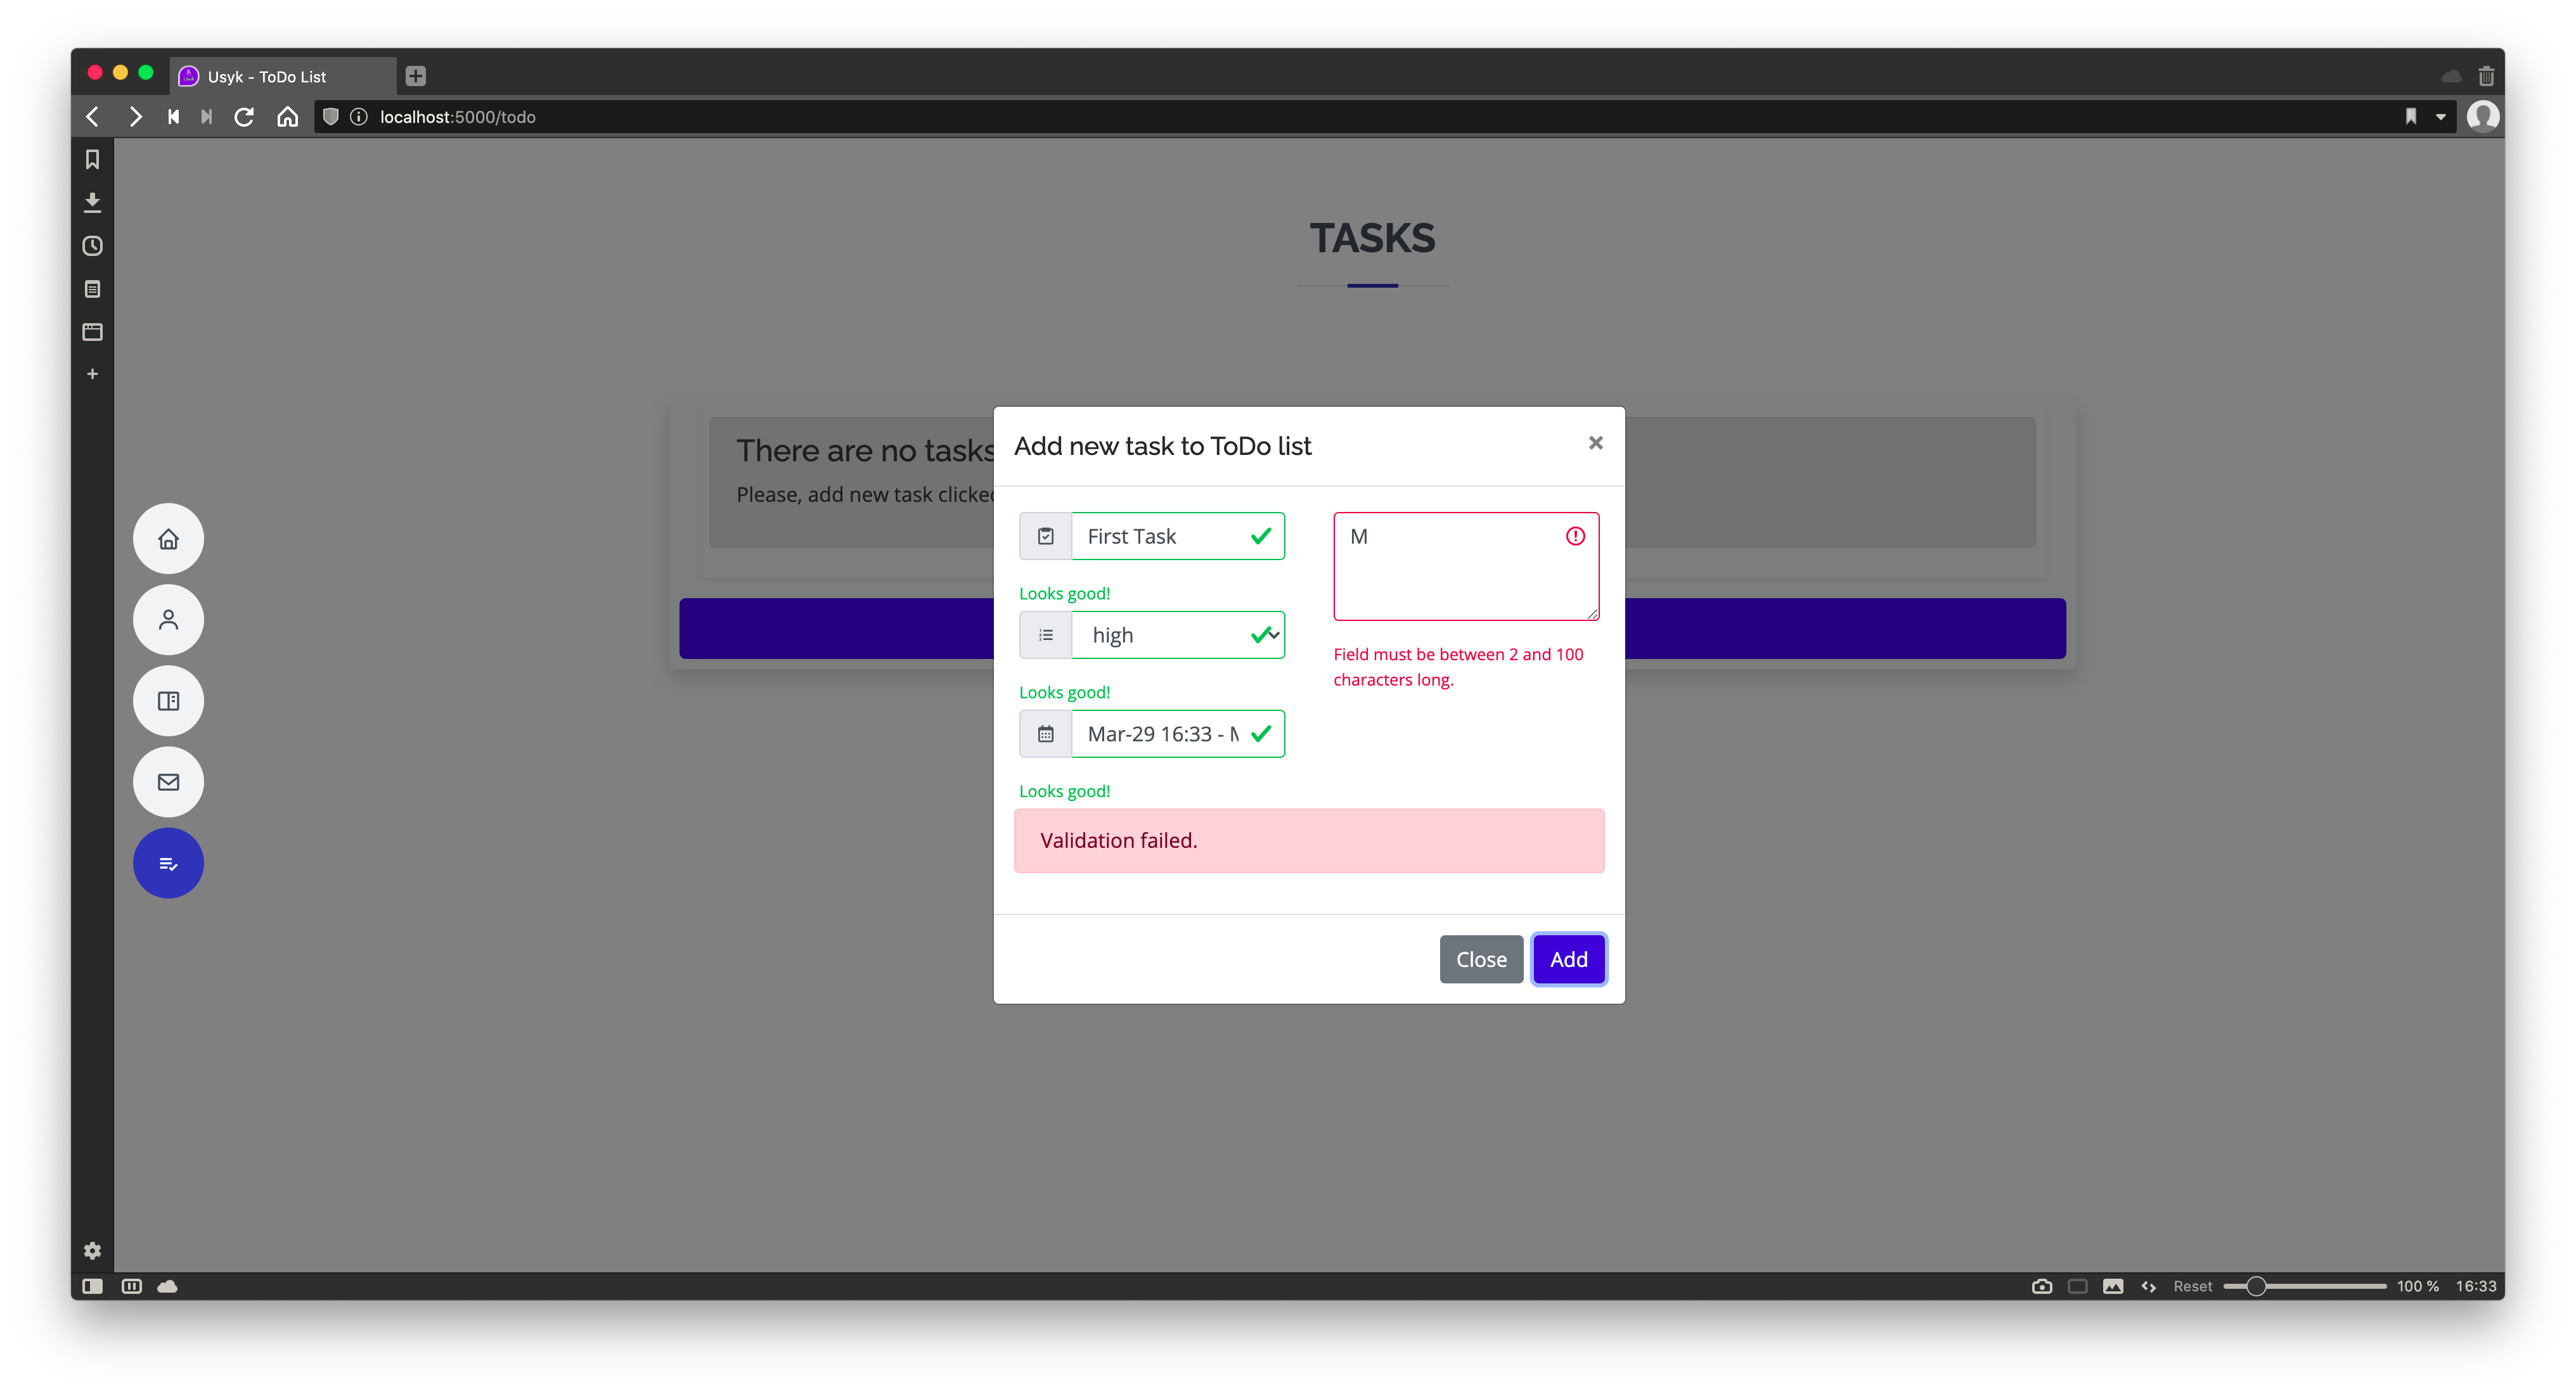 Usyk - ToDo List
localhost:5000/todo
TASKS
There are no tasks
Please, add new task clicked
Add new task to ToDo list
×
First Task
Looks good!
high
Looks good!
Mar-29 16:33 -
Looks good!
M
Field must be between 2 and 100
characters long.
Validation failed.
Close
Add
Reset
100 %
16:33